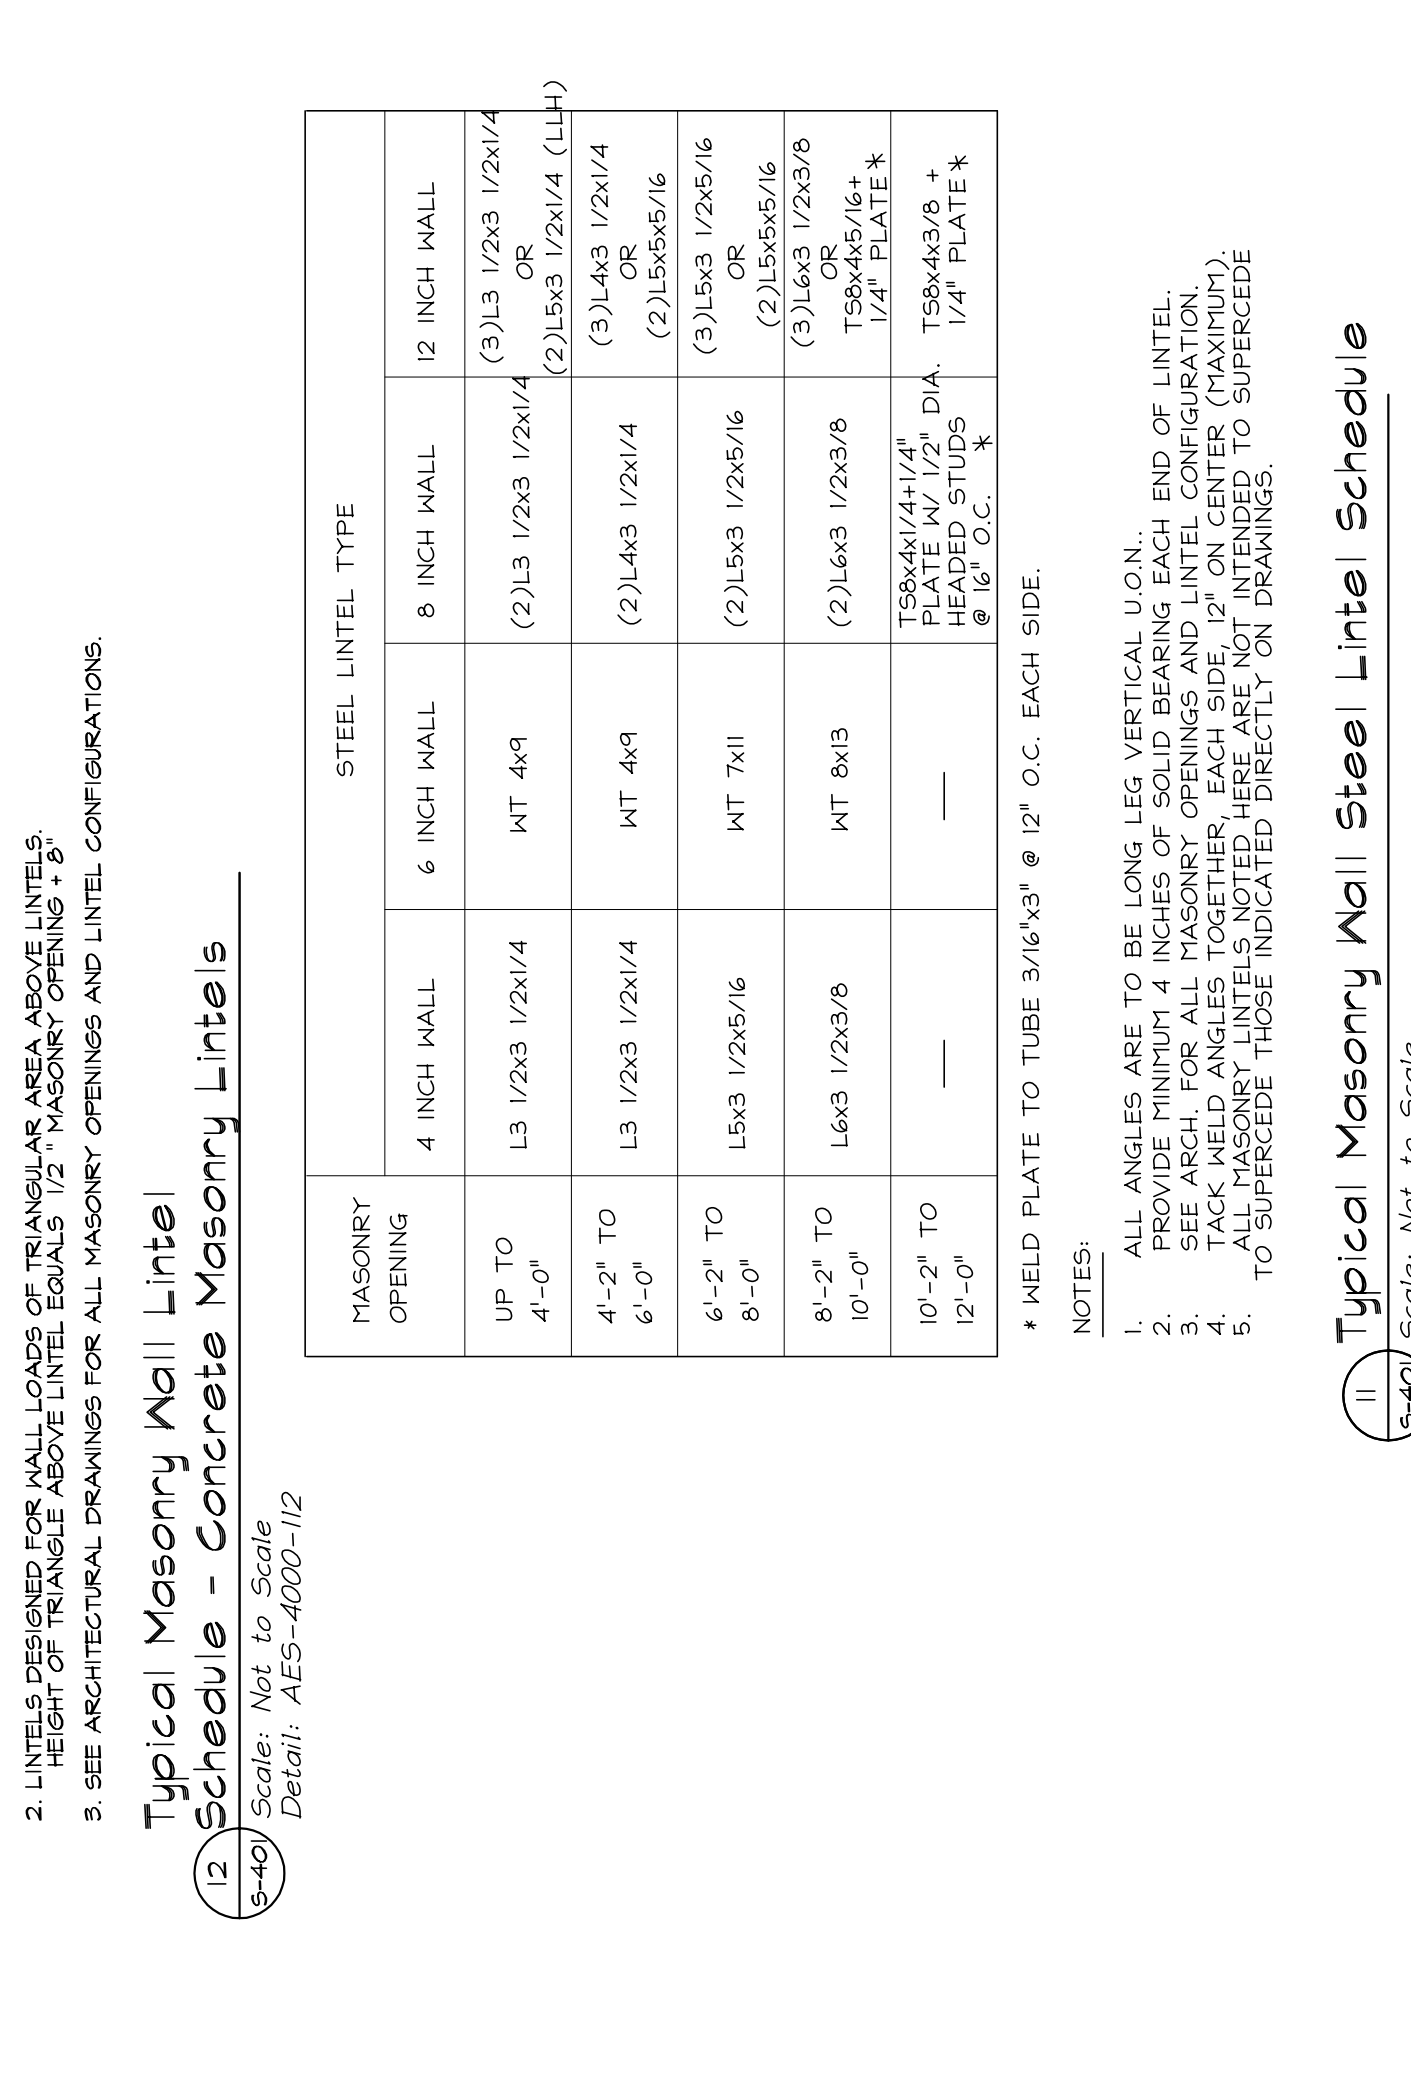 2. LINTELS DESIGNED FOR WALL LOADS OF TRIANGULAR AREA ABOVE LINTELS.
HEIGHT OF TRIANGLE ABOVE LINTEL EQUALS 1/2 " MASONRY OPENING + 8"
3. SEE ARCHITECTURAL DRAWINGS FOR ALL MASONRY OPENINGS AND LINTEL CONFIGURATIONS.
Typical Masonry Wall Lintel
Schedule - Concrete Masonry Lintels
12
S-401
Scale: Not to Scale
Detail: AES-4000-112
MASONRY
OPENING
STEEL LINTEL TYPE
4 INCH WALL
6 INCH WALL
8 INCH WALL
12 INCH WALL
UP TO
4'-0"
L3 1/2x3 1/2x1/4
WT 4x9
(2)L3 1/2x3 1/2x1/4
(3)L3 1/2x3 1/2x1/4
OR
(2)L5x3 1/2x1/4 (LLH)
4'-2" TO
6'-0"
L3 1/2x3 1/2x1/4
WT 4x9
(2)L4x3 1/2x1/4
(3)L4x3 1/2x1/4
OR
(2)L5x5x5/16
6'-2" TO
8'-0"
L5x3 1/2x5/16
WT 7x11
(2)L5x3 1/2x5/16
(3)L5x3 1/2x5/16
OR
(2)L5x5x5/16
8'-2" TO
10'-0"
L6x3 1/2x3/8
WT 8x13
(2)L6x3 1/2x3/8
(3)L6x3 1/2x3/8
OR
TS8x4x5/16+
1/4" PLATE *
10'-2" TO
12'-0"
—
—
TS8x4x1/4+1/4"
PLATE W/ 1/2" DIA.
HEADED STUDS
@ 16" O.C. *
TS8x4x3/8 +
1/4" PLATE *
* WELD PLATE TO TUBE 3/16"x3" @ 12" O.C. EACH SIDE.
NOTES:
1. ALL ANGLES ARE TO BE LONG LEG VERTICAL U.O.N..
2. PROVIDE MINIMUM 4 INCHES OF SOLID BEARING EACH END OF LINTEL.
3. SEE ARCH. FOR ALL MASONRY OPENINGS AND LINTEL CONFIGURATION.
4. TACK WELD ANGLES TOGETHER, EACH SIDE, 12" ON CENTER (MAXIMUM).
5. ALL MASONRY LINTELS NOTED HERE ARE NOT INTENDED TO SUPERCEDE
TO SUPERCEDE THOSE INDICATED DIRECTLY ON DRAWINGS.
Typical Masonry Wall Steel Lintel Schedule
11
S-401
Scale: Not to Scale